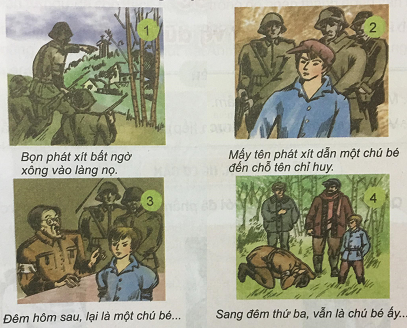 1
Bọn phát xít bất ngờ
xông vào làng nọ.
2
Mấy tên phát xít dẫn một chú bé
đến chỗ tên chỉ huy.
3
Đêm hôm sau, lại là một chú bé...
4
Sang đêm thứ ba, vẫn là chú bé ấy...